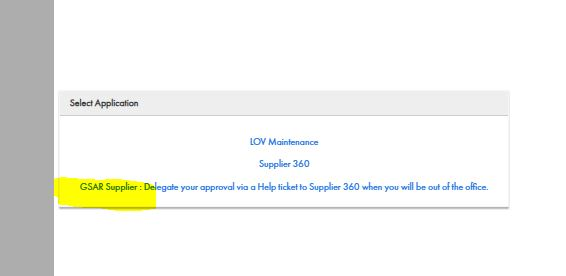 Select Application
LOV Maintenance
Supplier 360
GSAR Supplier : Delegate your approval via a Help ticket to Supplier 360 when you will be out of the office.